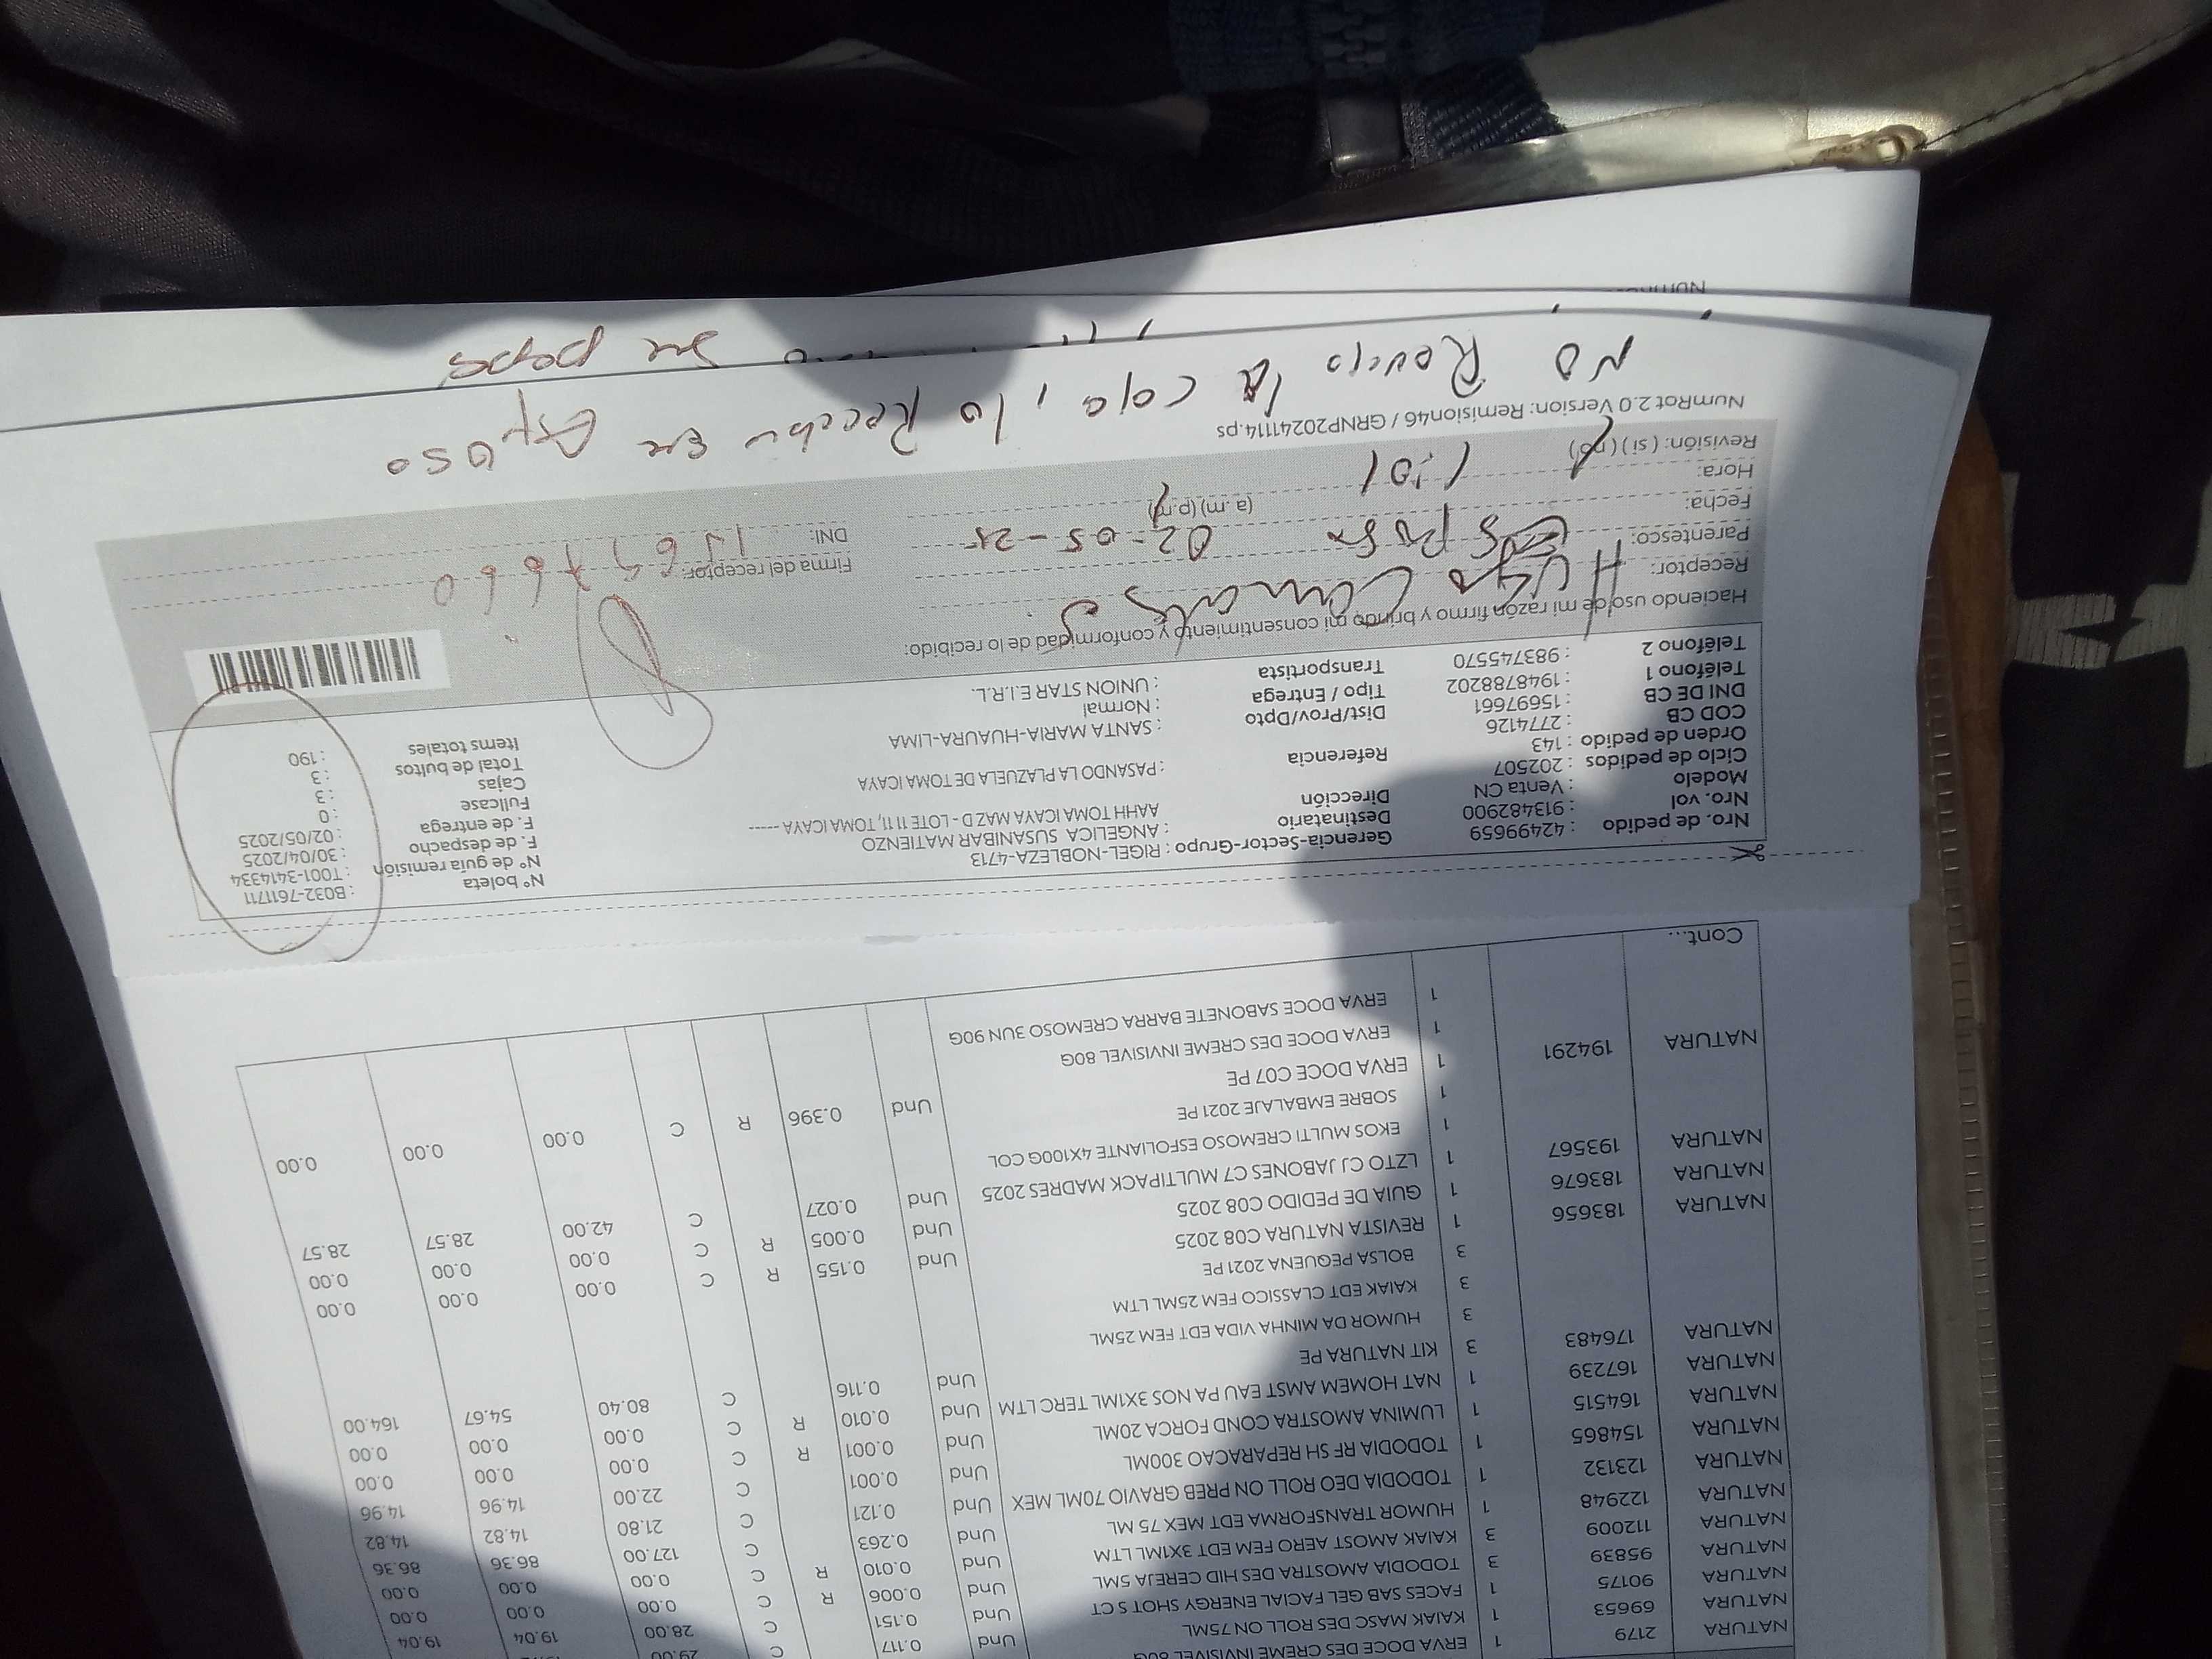 ERVA DOCE DES CREME INVISIVEL 80G 1 29.00
NATURA 2179 KAIAK MASC DES ROLL ON 75ML 1 Und 0.117 C 28.00 19.04 19.04
NATURA 69653 FACES SAB GEL FACIAL ENERGY SHOT S CT 1 Und 0.151 C 0.00 0.00 0.00
NATURA 90175 TODODIA AMOSTRA DES HID CEREJA 5ML 3 Und 0.006 R C 0.00 0.00 0.00
NATURA 95839 KAIAK AMOST AERO FEM EDT 3X1ML LTM 3 Und 0.010 R C 127.00 86.36 86.36
NATURA 112009 HUMOR TRANSFORMA EDT MEX 75 ML 1 Und 0.263 C 21.80 14.82 14.82
NATURA 122948 TODODIA DEO ROLL ON PREB GRAVIO 70ML MEX 1 Und 0.121 C 22.00 14.96 14.96
NATURA 123132 TODODIA RF SH REPARACAO 300ML 1 Und 0.001 C 0.00 0.00 0.00
NATURA 154865 LUMINA AMOSTRA COND FORCA 20ML 1 Und 0.001 R C 0.00 0.00 0.00
NATURA 164515 NAT HOMEM AMST EAU PA NOS 3X1ML TERC LTM 1 Und 0.010 R C 80.40 54.67 164.00
NATURA 167239 KIT NATURA PE 3 Und 0.116 C
NATURA 176483 HUMOR DA MINHA VIDA EDT FEM 25ML 3
KAIAK EDT CLASSICO FEM 25ML LTM 3
BOLSA PEQUENA 2021 PE 3
NATURA 183656 REVISTA NATURA C08 2025 1 Und 0.155 R C 0.00 0.00 0.00
NATURA 183676 GUIA DE PEDIDO C08 2025 1 Und 0.005 R C 0.00 0.00 0.00
NATURA 193567 LZTO CJ JABONES C7 MULTIPACK MADRES 2025 1 Und 0.027 C 42.00 28.57 28.57
EKOS MULTI CREMOSO ESFOLIANTE 4X100G COL 1
SOBRE EMBALAJE 2021 PE 1
NATURA 194291 ERVA DOCE C07 PE 1 Und 0.396 R C 0.00 0.00 0.00
ERVA DOCE DES CREME INVISIVEL 80G 1
ERVA DOCE SABONETE BARRA CREMOSO 3UN 90G 1
Cont...
Nro. de pedido : 42499659 Gerencia-Sector-Grupo : RIGEL-NOBLEZA-4713 N° boleta : B032-7611711
Nro. vol : 913482900 Destinatario : ANGELICA SUSANIBAR MATIENZO N° de guía remisión : T001-3414334
Modelo : Venta CN Dirección AAHH TOMA ICAYA MAZ D - LOTE 11 11, TOMA ICAYA ----- F. de despacho : 30/04/2025
Ciclo de pedidos : 202507 F. de entrega : 02/05/2025
Orden de pedido : 143 Referencia : PASANDO LA PLAZUELA DE TOMA ICAYA Fullcase : 0
COD CB : 2774126 Dist/Prov/Dpto : SANTA MARIA-HUAURA-LIMA Cajas : 3
DNI DE CB : 15697661 Tipo / Entrega : Normal Total de bultos : 3
Teléfono 1 : 1948788202 Transportista : UNION STAR E.I.R.L. Items totales : 190
Teléfono 2 : 983745570
Haciendo uso de mi razón firmo y brindo mi consentimiento y conformidad de lo recibido:
Receptor: Hugo Firma del receptor:
Parentesco: Esposo DNI:
Fecha: 02-05-25
Hora: 1:01 (a.m) (p.m)
Revisión: (si) (no)
NumRot 2.0 Version: Remision46 / GRNP20241114.ps
No Reviso la caja, lo Recibio su Esposo